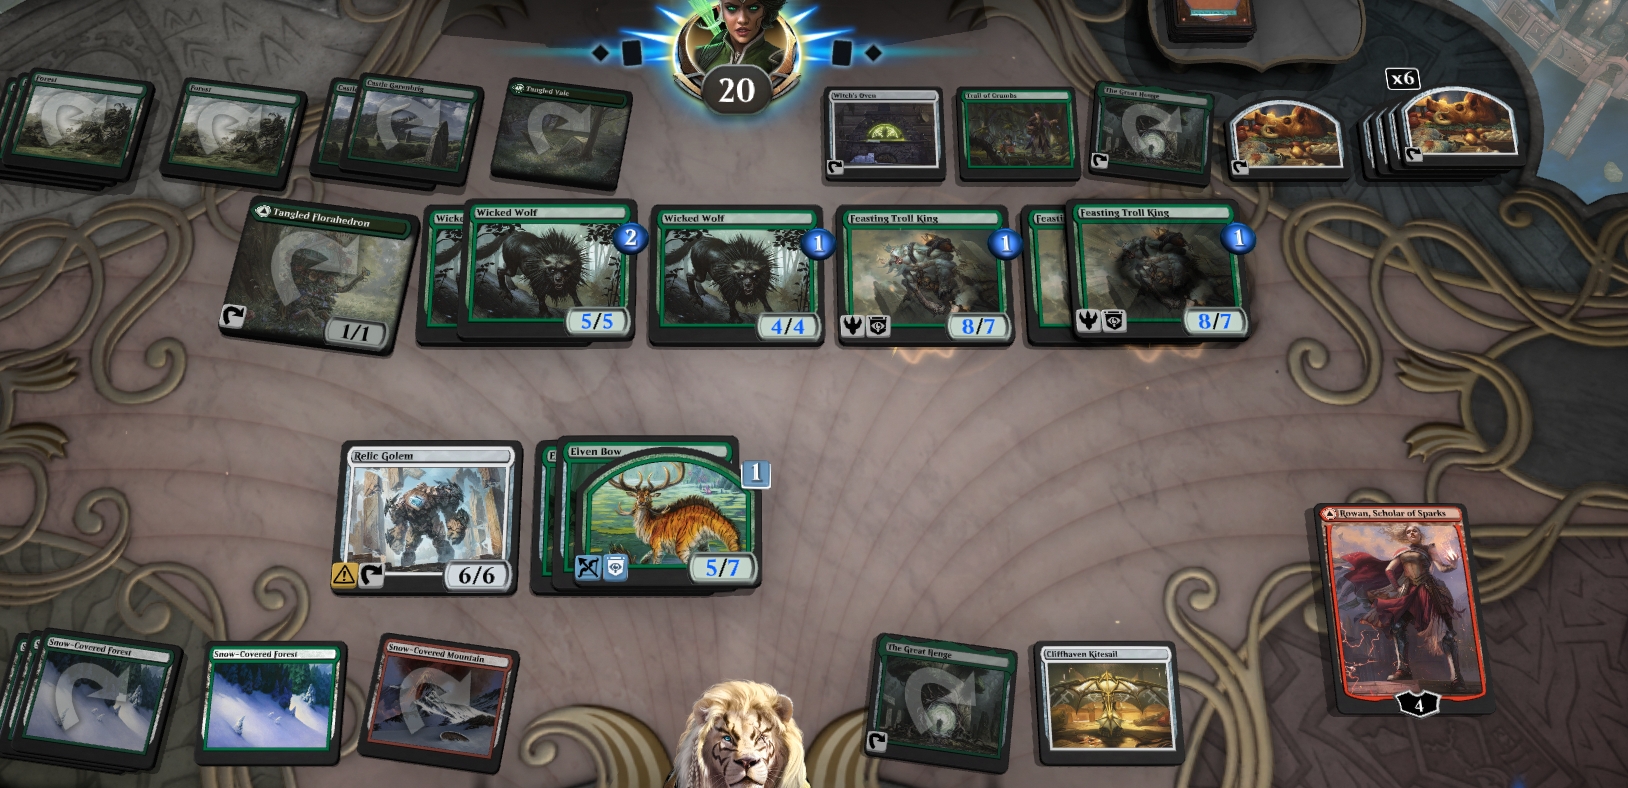 20
x6
Forest
Forest
Castle Garenbrig
Tangled Vale
Witch's Oven
Trail of Crumbs
The Great Henge
Tangled Florahedron
1/1
Wicke
Wicked Wolf
2
5/5
Wicked Wolf
1
4/4
Feasting Troll King
1
8/7
Feasti
Feasting Troll King
1
8/7
Relic Golem
6/6
E
Elven Bow
1
5/7
Rowan, Scholar of Sparks
4
Snow-Covered Forest
Snow-Covered Forest
Snow-Covered Mountain
The Great Henge
Cliffhaven Kitesail